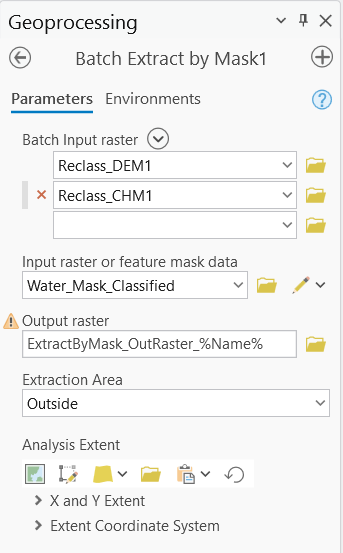 Geoprocessing
Batch Extract by Mask1
Parameters Environments
Batch Input raster
Reclass_DEM1
Reclass_CHM1
Input raster or feature mask data
Water_Mask_Classified
Output raster
ExtractByMask_OutRaster_%Name%
Extraction Area
Outside
Analysis Extent
X and Y Extent
Extent Coordinate System